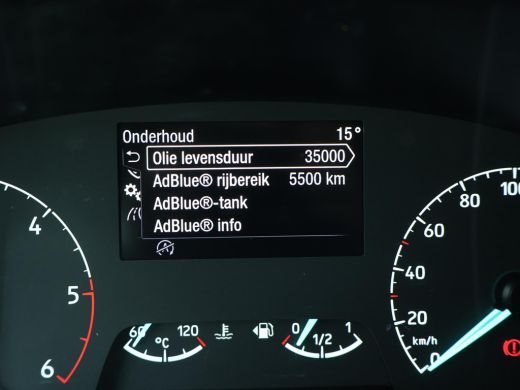 Onderhoud 15°
Olie levensduur 35000
AdBlue® rijbereik 5500 km
AdBlue®-tank
AdBlue® info
4
5
6
60 120
°C
0 1/2 1
100
80
60
40
20
0
km/h